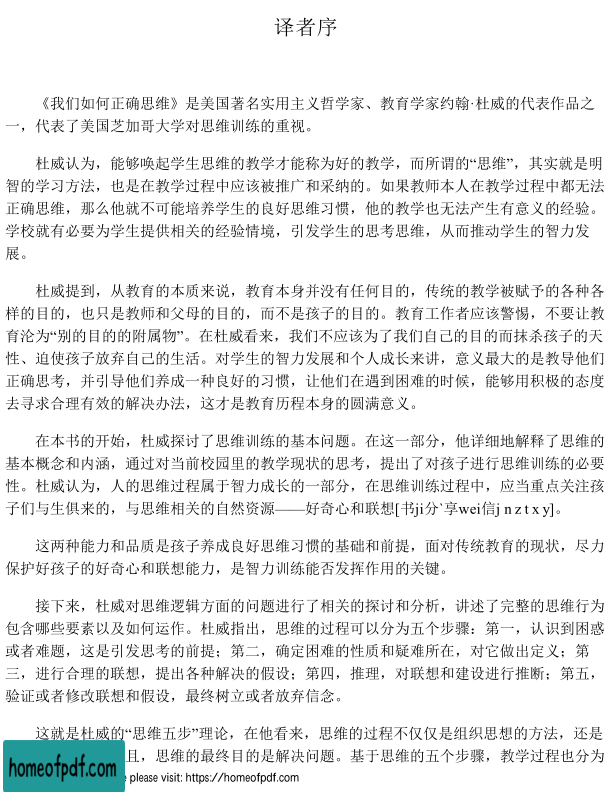 译者序
《我们如何正确思维》是美国著名实用主义哲学家、教育学家约翰·杜威的代表作品之
一，代表了美国芝加哥大学对思维训练的重视。
杜威认为，能够唤起学生思维的教学才能称为好的教学，而所谓的“思维”，其实就是明
智的学习方法，也是在教学过程中应该被推广和采纳的。如果教师本人在教学过程中都无法
正确思维，那么他就不可能培养学生的良好思维习惯，他的教学也无法产生有意义的经验。
学校就有必要为学生提供相关的经验情境，引发学生的思考思维，从而推动学生的智力发
展。
杜威提到，从教育的本质来说，教育本身并没有任何目的，传统的教学被赋予的各种各
样的目的，也只是教师和父母的目的，而不是孩子的目的。教育工作者应该警惕，不要让教
育沦为“别的目的的附属物”。在杜威看来，我们不应该为了我们自己的目的而抹杀孩子的天
性、迫使孩子放弃自己的生活。对学生的智力发展和个人成长来讲，意义最大的是教导他们
正确思考，并引导他们养成一种良好的习惯，让他们在遇到困难的时候，能够用积极的态度
去寻求合理有效的解决办法，这才是教育历程本身的圆满意义。
在本书的开始，杜威探讨了思维训练的基本问题。在这一部分，他详细地解释了思维的
基本概念和内涵，通过对当前校园里的教学现状的思考，提出了对孩子进行思维训练的必要
性。杜威认为，人的思维过程属于智力成长的一部分，在思维训练过程中，应当重点关注孩
子们与生俱来的，与思维相关的自然资源——好奇心和联想[书ji分`享wei信j n z t x y]。
这两种能力和品质是孩子养成良好思维习惯的基础和前提，面对传统教育的现状，尽力
保护好孩子的好奇心和联想能力，是智力训练能否发挥作用的关键。
接下来，杜威对思维逻辑方面的问题进行了相关的探讨和分析，讲述了完整的思维行为
包含哪些要素以及如何运作。杜威指出，思维的过程可以分为五个步骤：第一，认识到困惑
或者难题，这是引发思考的前提；第二，确定困难的性质和疑难所在，对它做出定义；第
三，进行合理的联想，提出各种解决的假设；第四，推理，对联想和建设进行推断；第五，
验证或者修改联想和假设，最终树立或者放弃信念。
这就是杜威的“思维五步”理论，在他看来，思维的过程不仅仅是组织思想的方法，还是
且，思维的最终目的是解决问题。基于思维的五个步骤，教学过程也分为
homeofpdf.com
please visit: https://homeofpdf.com